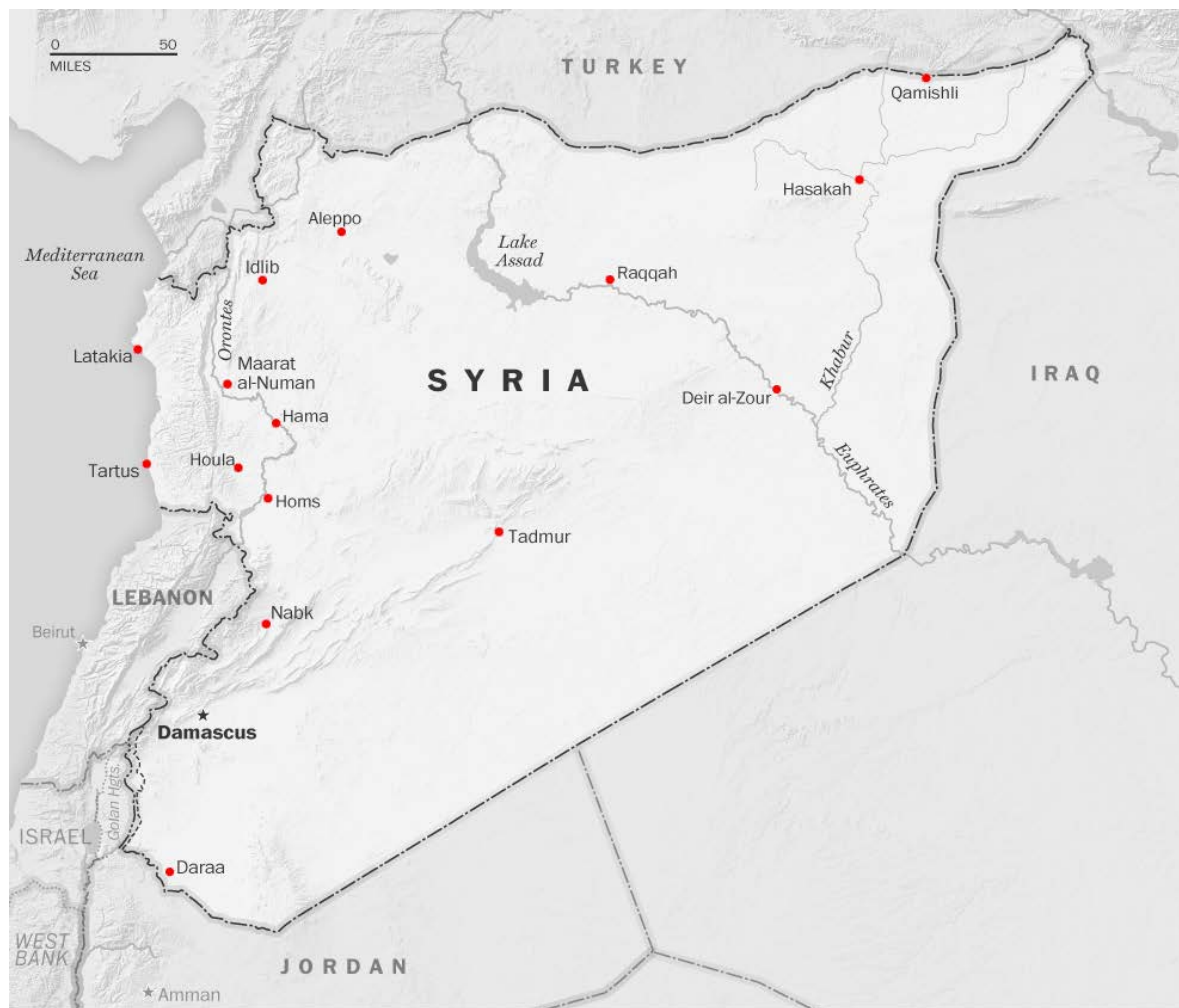 0 50
MILES
TURKEY
Qamishli
Hasakah
Aleppo
Mediterranean
Sea
Idlib
Lake
Assad
Raqqah
Orontes
Latakia
Maarat
al-Numan
SYRIA
Khabur
IRAQ
Deir al-Zour
Hama
Houla
Tartus
Euphrates
Homs
Tadmur
LEBANON
Nabk
Beirut
Damascus
Golan Hgts.
ISRAEL
Daraa
WEST
BANK
JORDAN
Amman